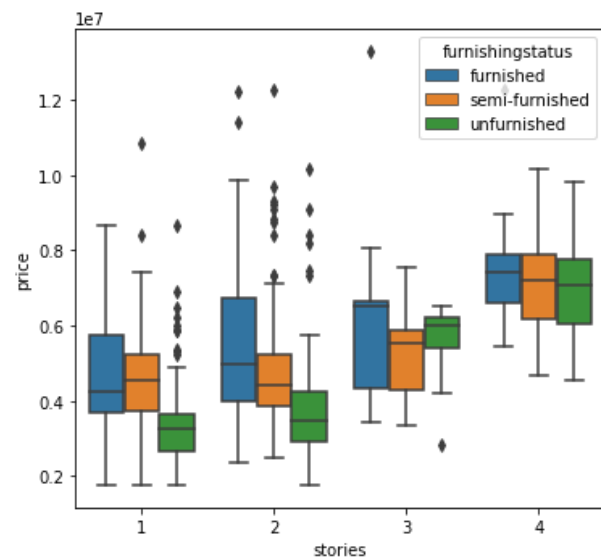 1e7
furnishingstatus
furnished
semi-furnished
unfurnished
1.2
1.0
0.8
0.6
0.4
0.2
price
1 2 3 4
stories